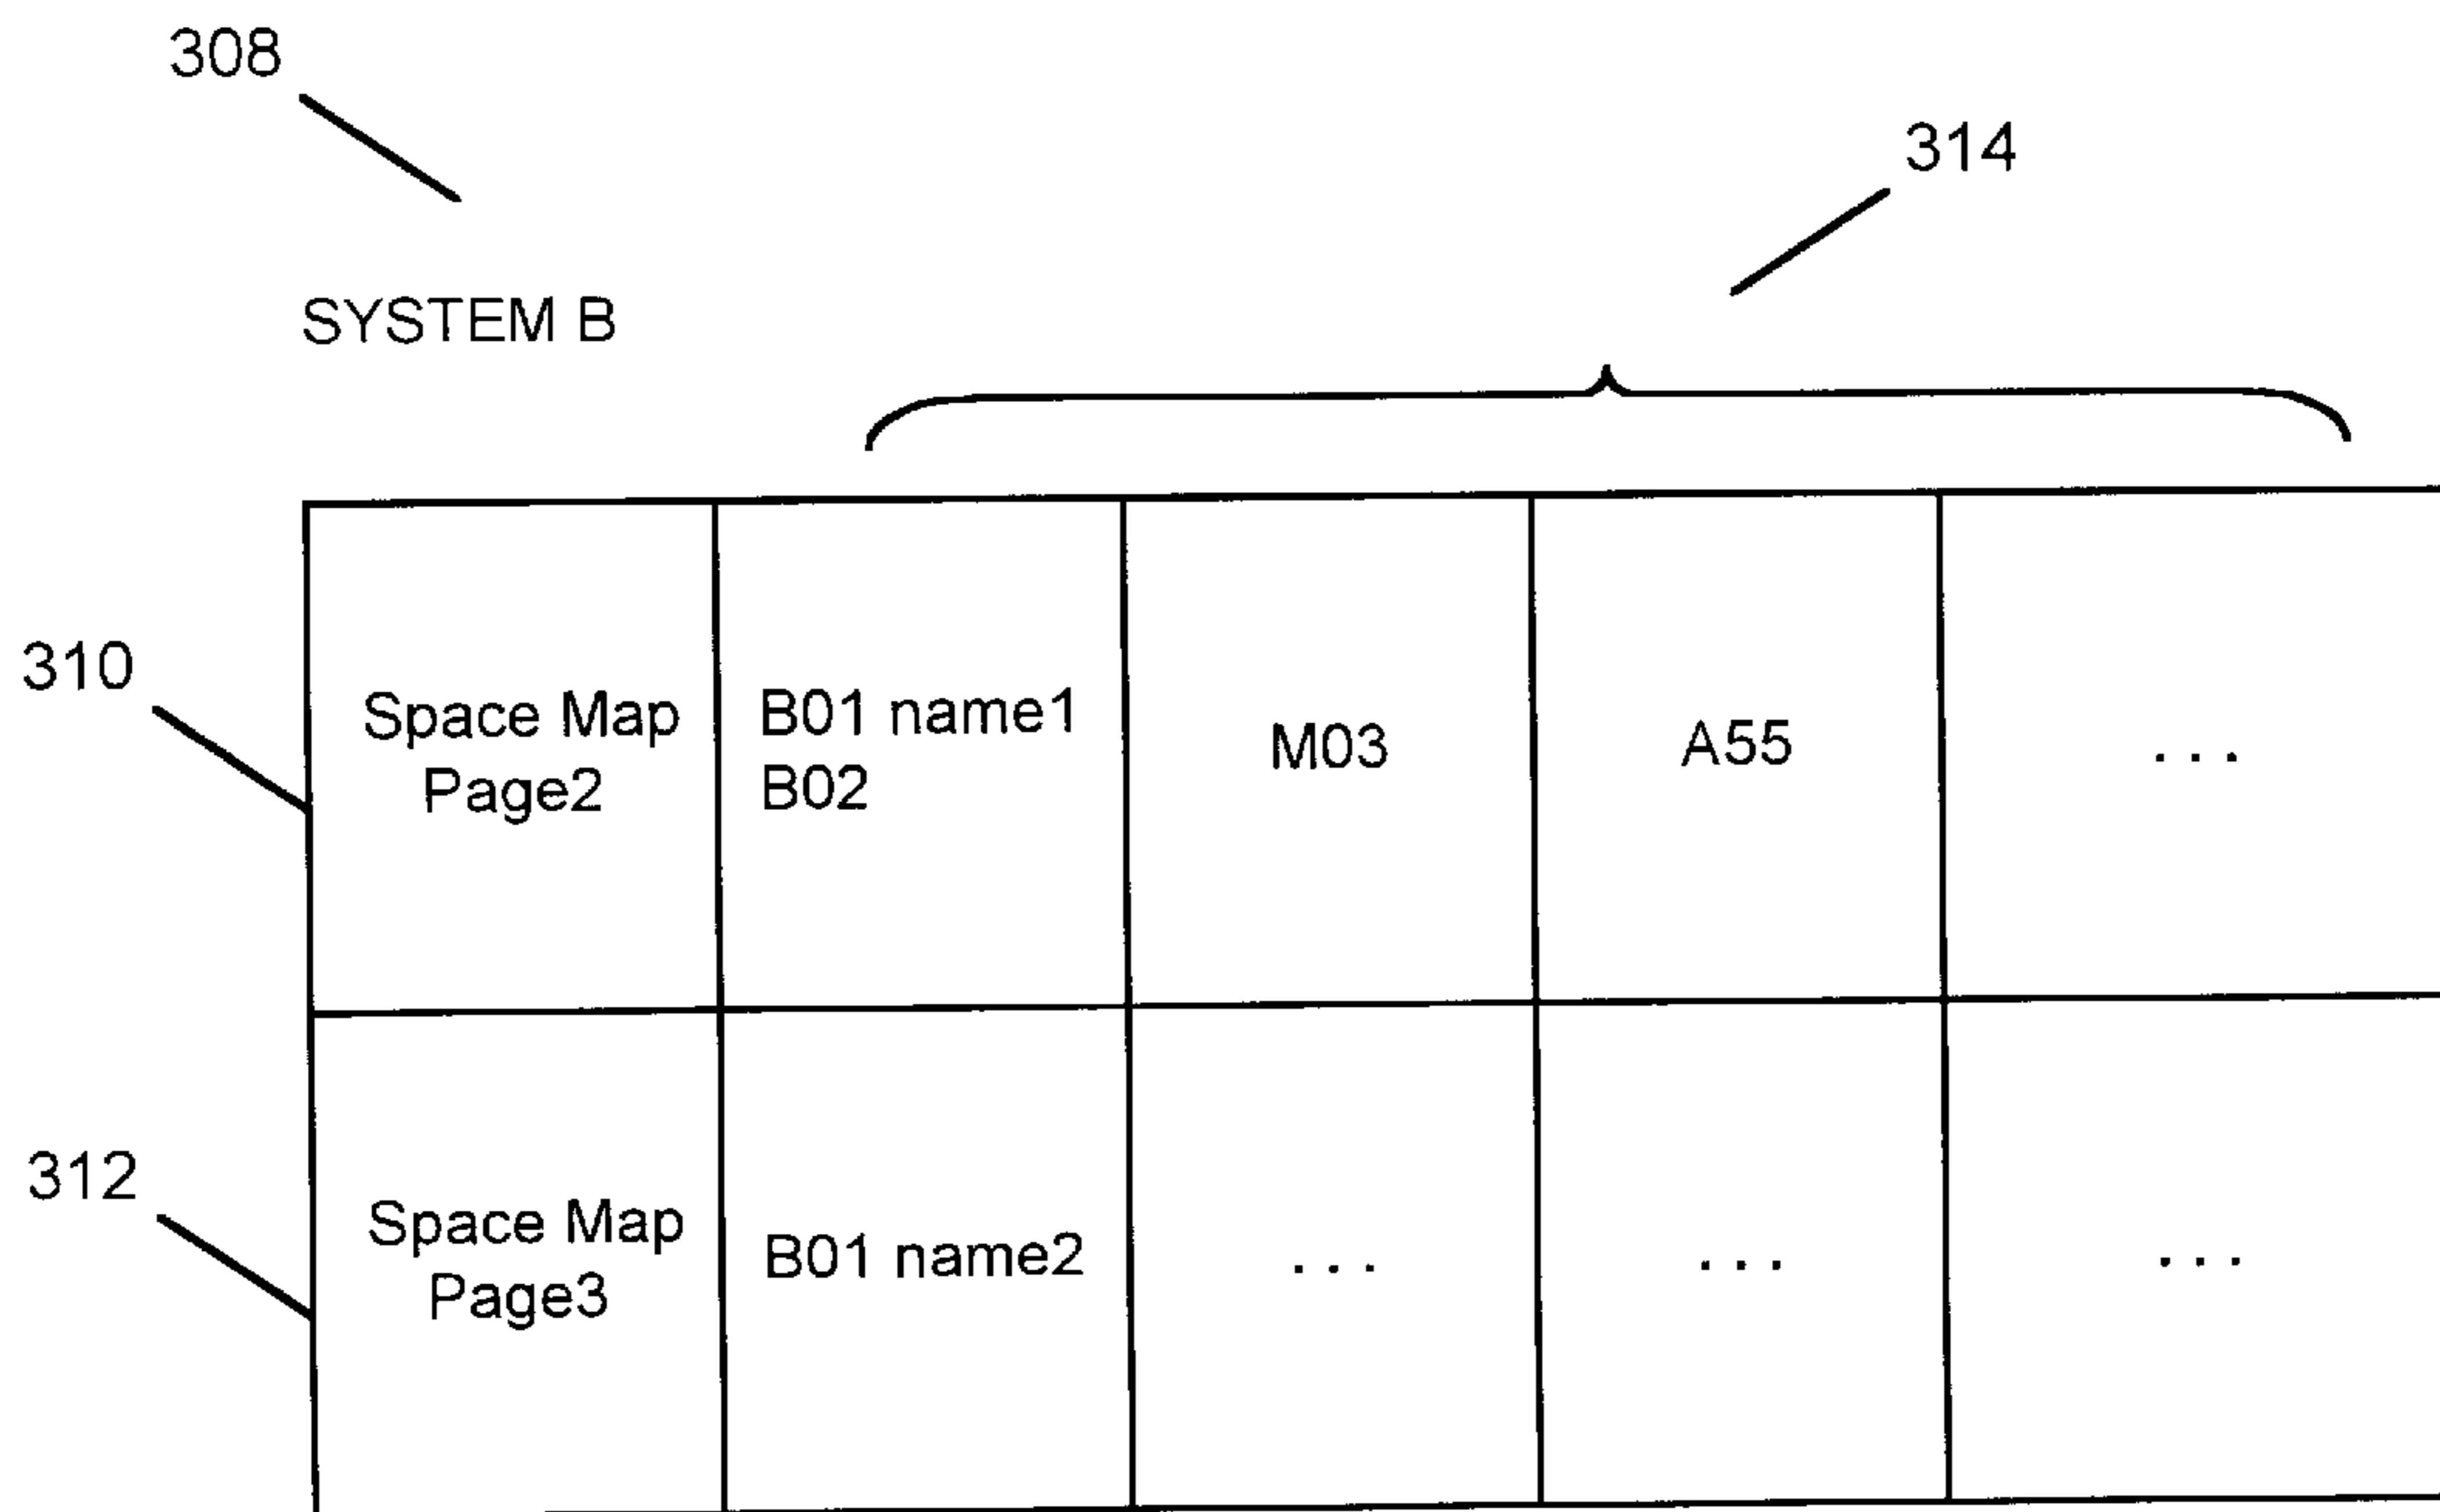 308
314
SYSTEM B
310
Space Map
Page2
B01 name1
B02
M03
A55
...
312
Space Map
Page3
B01 name2
...
...
...